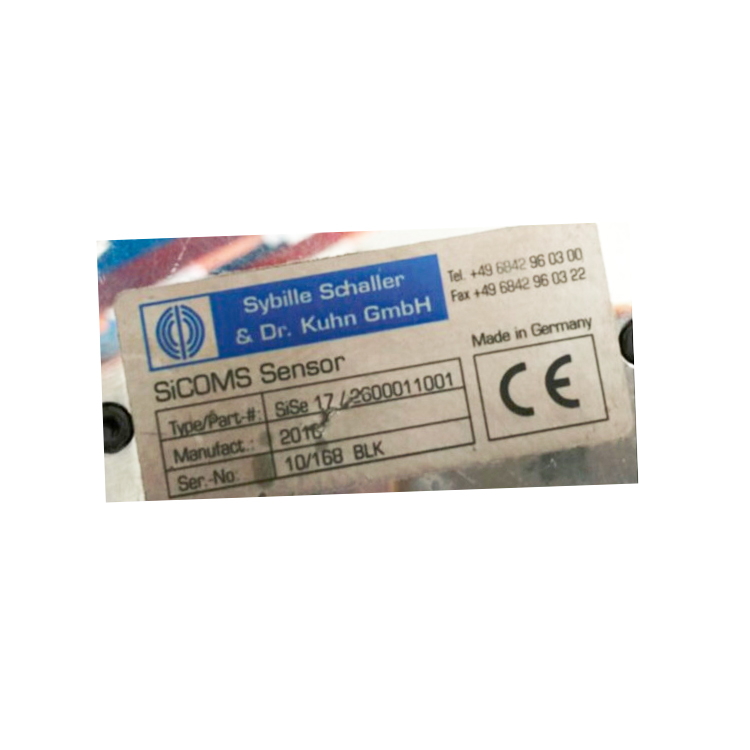 Sybille Schaller
& Dr. Kuhn GmbH
Tel. +49 6842 96 03 00
Fax +49 6842 96 03 22
SiCOMS Sensor
Made in Germany
Type/Part-#: SiSe 17 / 2600011001
Manufact.:
Ser.-No: 10/168 BLK
CE